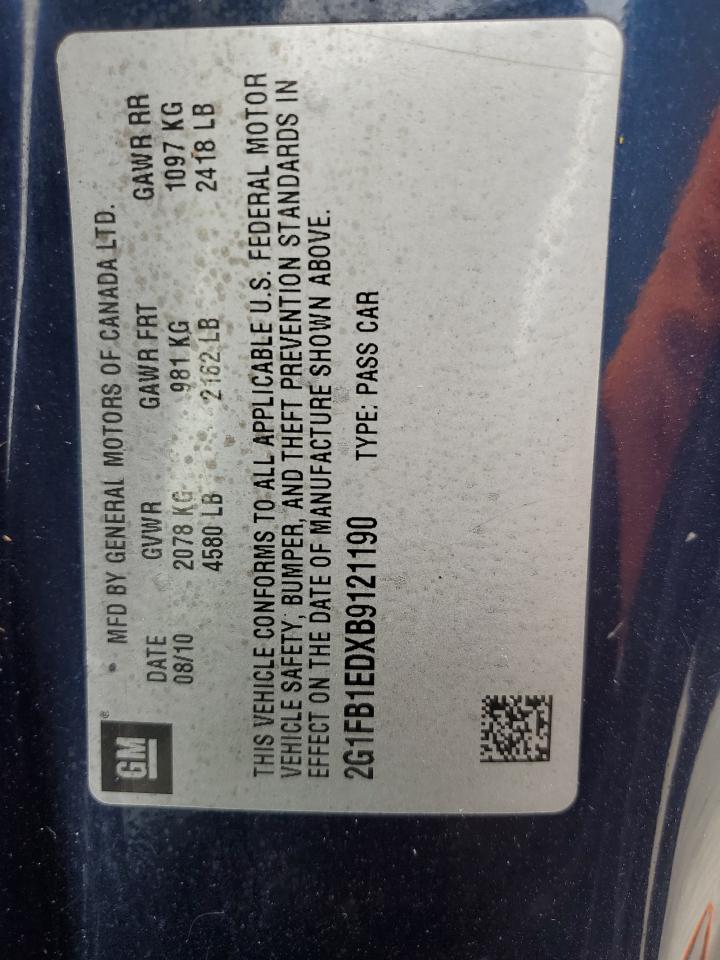 GM ®
MFD BY GENERAL MOTORS OF CANADA LTD.
DATE GVWR GAWR FRT GAWR RR
08/10 2078 KG 981 KG 1097 KG
4580 LB 2162 LB 2418 LB
THIS VEHICLE CONFORMS TO ALL APPLICABLE U.S. FEDERAL MOTOR
VEHICLE SAFETY, BUMPER, AND THEFT PREVENTION STANDARDS IN
EFFECT ON THE DATE OF MANUFACTURE SHOWN ABOVE.
2G1FB1EDXB9121190 TYPE: PASS CAR